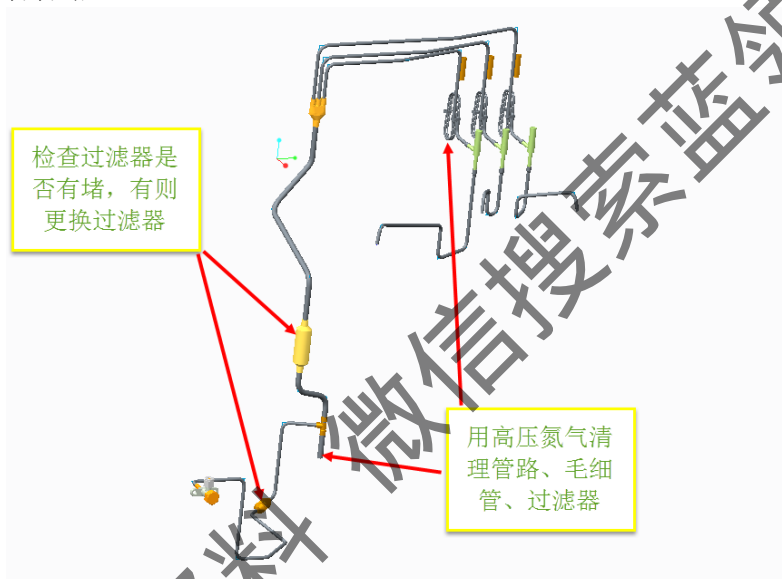 检查过滤器是
否有堵，有则
更换过滤器
用高压氮气清
理管路、毛细
管、过滤器
料 微信搜索蓝领